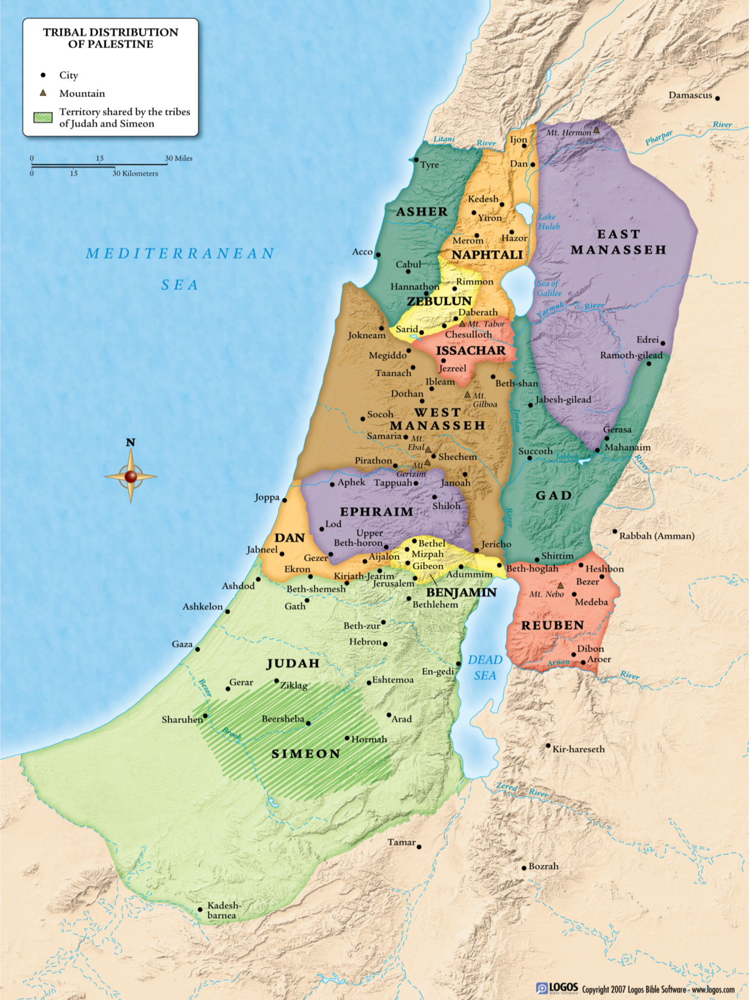 TRIBAL DISTRIBUTION
OF PALESTINE
City
Mountain
Territory shared by the tribes
of Judah and Simeon
0 15 30 Miles
0 15 30 Kilometers
Damascus
Mt. Hermon
Pharpar River
Litani River
Ijon
Tyre
Dan
Kedesh
ASHER
Yiron
Lake
Huleh
EAST
MANASSEH
Merom
Hazor
MEDITERRANEAN
SEA
Acco
NAPHTALI
Cabul
Rimmon
Hannathon
Sea of
Galilee
ZEBULUN
Yarmuk River
Daberath
Mt. Tabor
Sarid
Jokneam
Chesulloth
Edrei
ISSACHAR
Megiddo
Ramoth-gilead
Jezreel
Taanach
Ibleam
Beth-shan
Dothan
Mt.
Gilboa
Jabesh-gilead
WEST
MANASSEH
Socoh
Jordan
River
Samaria
Mt.
Ebal
Gerasa
N
Shechem
Succoth
Mahanaim
Jabbok
River
Pirathon
Mt.
Gerizim
Aphek
Tappuah
Janoah
Joppa
GAD
Shiloh
EPHRAIM
Lod
Rabbah (Amman)
DAN
Upper
Beth-horon
Bethel
Jericho
Jabneel
Mizpah
Gezer
Aijalon
Shittim
Gibeon
Ekron
Beth-hoglah
Heshbon
Kiriath-Jearim
Adummim
Bezer
Ashdod
Beth-shemesh
Jerusalem
BENJAMIN
Mt. Nebo
Gath
Bethlehem
Medeba
Ashkelon
REUBEN
Beth-zur
Hebron
Gaza
Dibon
JUDAH
DEAD
SEA
Arnon River
Aroer
En-gedi
Gerar
Ziklag
Eshtemoa
Besor
Brook
Sharuhen
Beersheba
Arad
Hormah
SIMEON
Kir-hareseth
Zered River
Tamar
Bozrah
Kadesh-
barnea
LOGOS
Bible Software
Copyright 2007 Logos Bible Software - www.logos.com